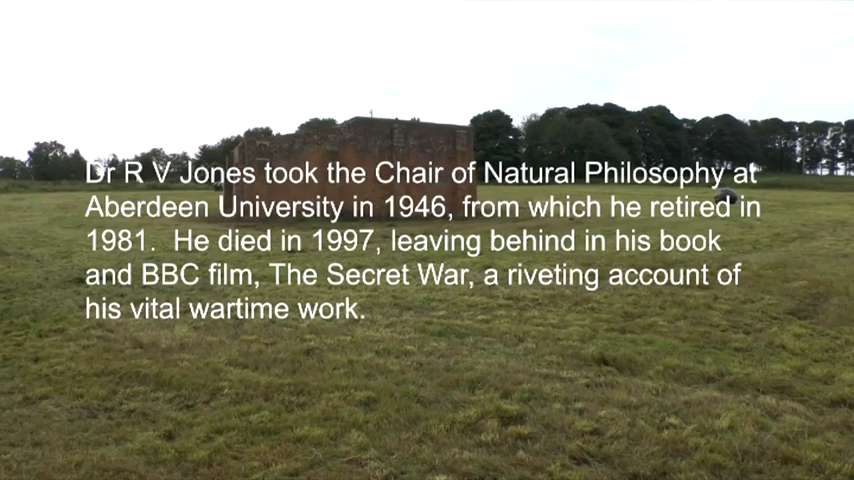 Dr R V Jones took the Chair of Natural Philosophy at
Aberdeen University in 1946, from which he retired in
1981.  He died in 1997, leaving behind in his book
and BBC film, The Secret War, a riveting account of
his vital wartime work.